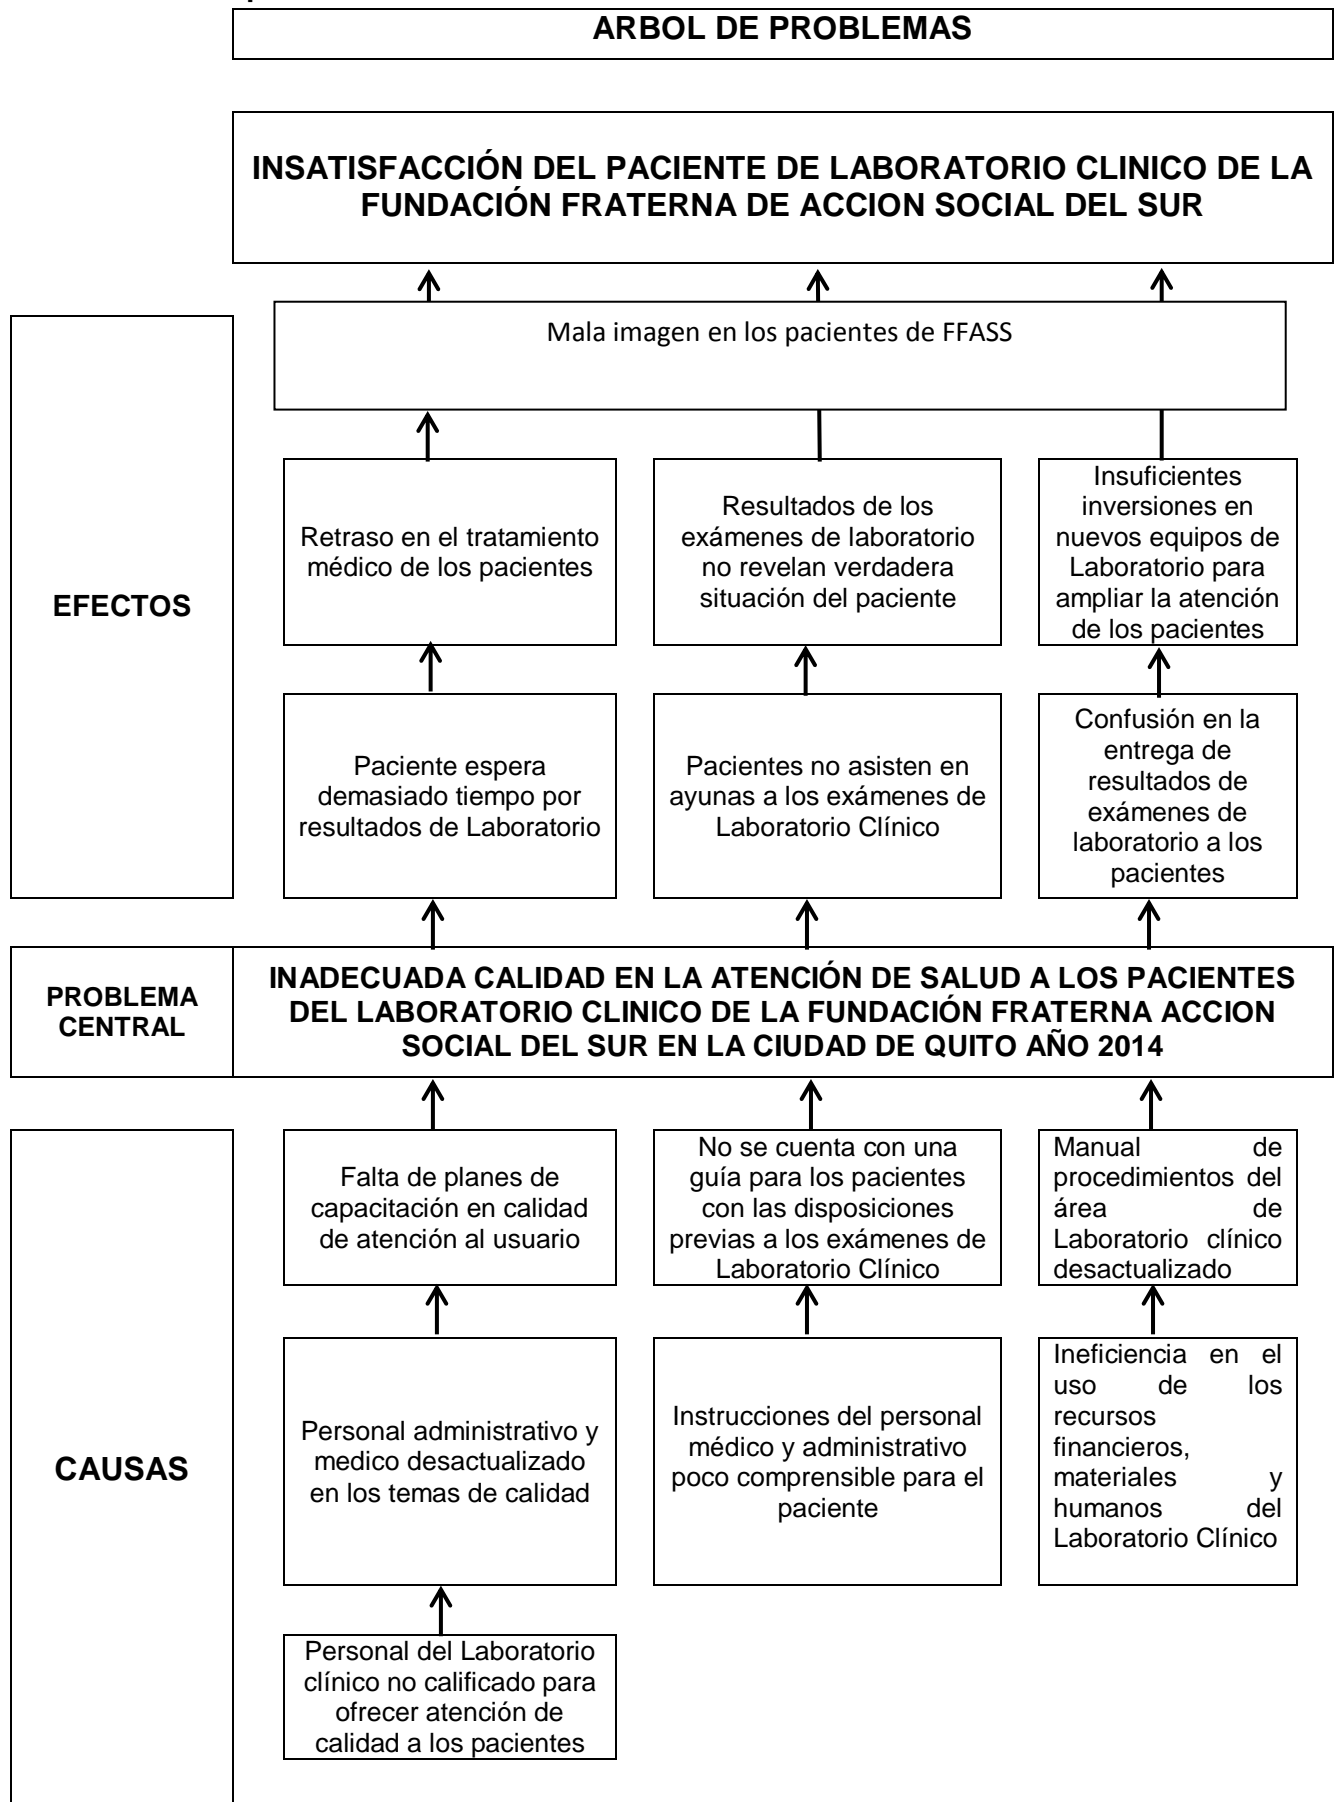 ARBOL DE PROBLEMAS
INSATISFACCIÓN DEL PACIENTE DE LABORATORIO CLINICO DE LA
FUNDACIÓN FRATERNA DE ACCION SOCIAL DEL SUR
Mala imagen en los pacientes de FFASS
EFECTOS
Retraso en el tratamiento
médico de los pacientes
Resultados de los
exámenes de laboratorio
no revelan verdadera
situación del paciente
Insuficientes
inversiones en
nuevos equipos de
Laboratorio para
ampliar la atención
de los pacientes
Paciente espera
demasiado tiempo por
resultados de Laboratorio
Pacientes no asisten en
ayunas a los exámenes de
Laboratorio Clínico
Confusión en la
entrega de
resultados de
exámenes de
laboratorio a los
pacientes
PROBLEMA
CENTRAL
INADECUADA CALIDAD EN LA ATENCIÓN DE SALUD A LOS PACIENTES
DEL LABORATORIO CLINICO DE LA FUNDACIÓN FRATERNA ACCION
SOCIAL DEL SUR EN LA CIUDAD DE QUITO AÑO 2014
CAUSAS
Falta de planes de
capacitación en calidad
de atención al usuario
No se cuenta con una
guía para los pacientes
con las disposiciones
previas a los exámenes de
Laboratorio Clínico
Manual de
procedimientos del
área de
Laboratorio clínico
desactualizado
Personal administrativo y
medico desactualizado
en los temas de calidad
Instrucciones del personal
médico y administrativo
poco comprensible para el
paciente
Ineficiencia en el
uso de los
recursos
financieros,
materiales y
humanos del
Laboratorio Clínico
Personal del Laboratorio
clínico no calificado para
ofrecer atención de
calidad a los pacientes